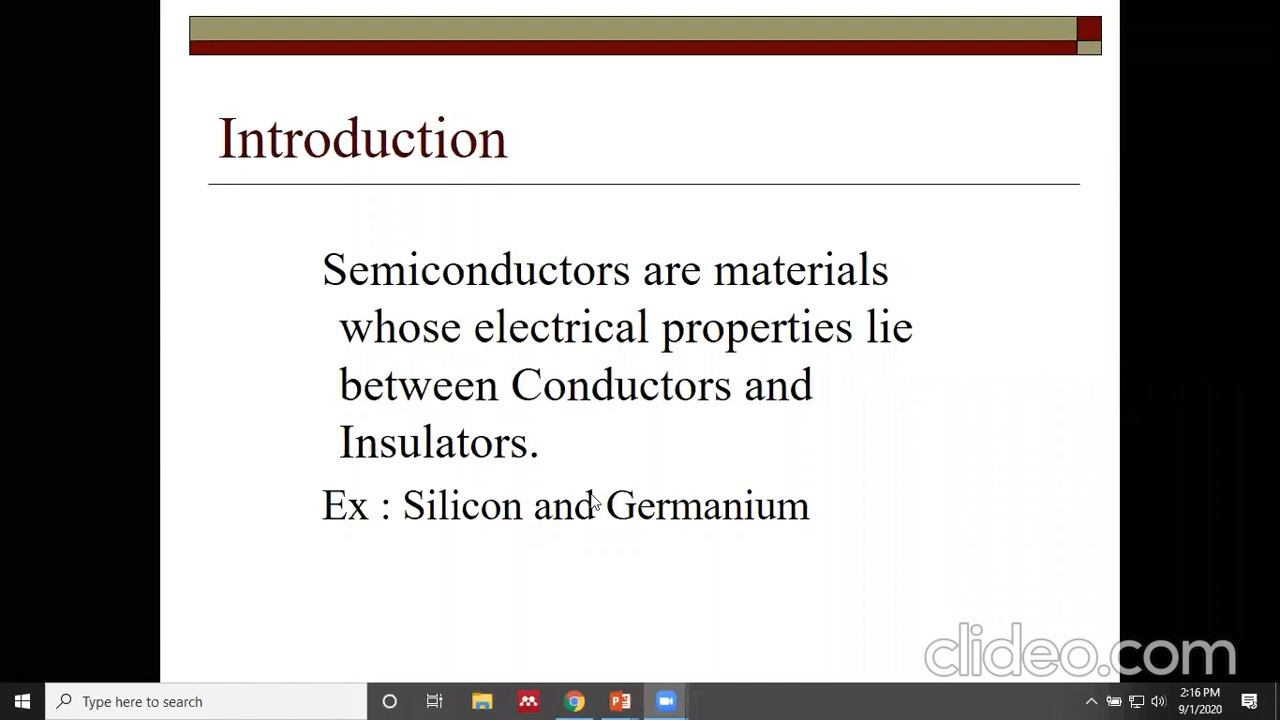 Introduction
Semiconductors are materials
whose electrical properties lie
between Conductors and
Insulators.
Ex : Silicon and Germanium
clideo.com
Type here to search
2:16 PM
9/1/2020